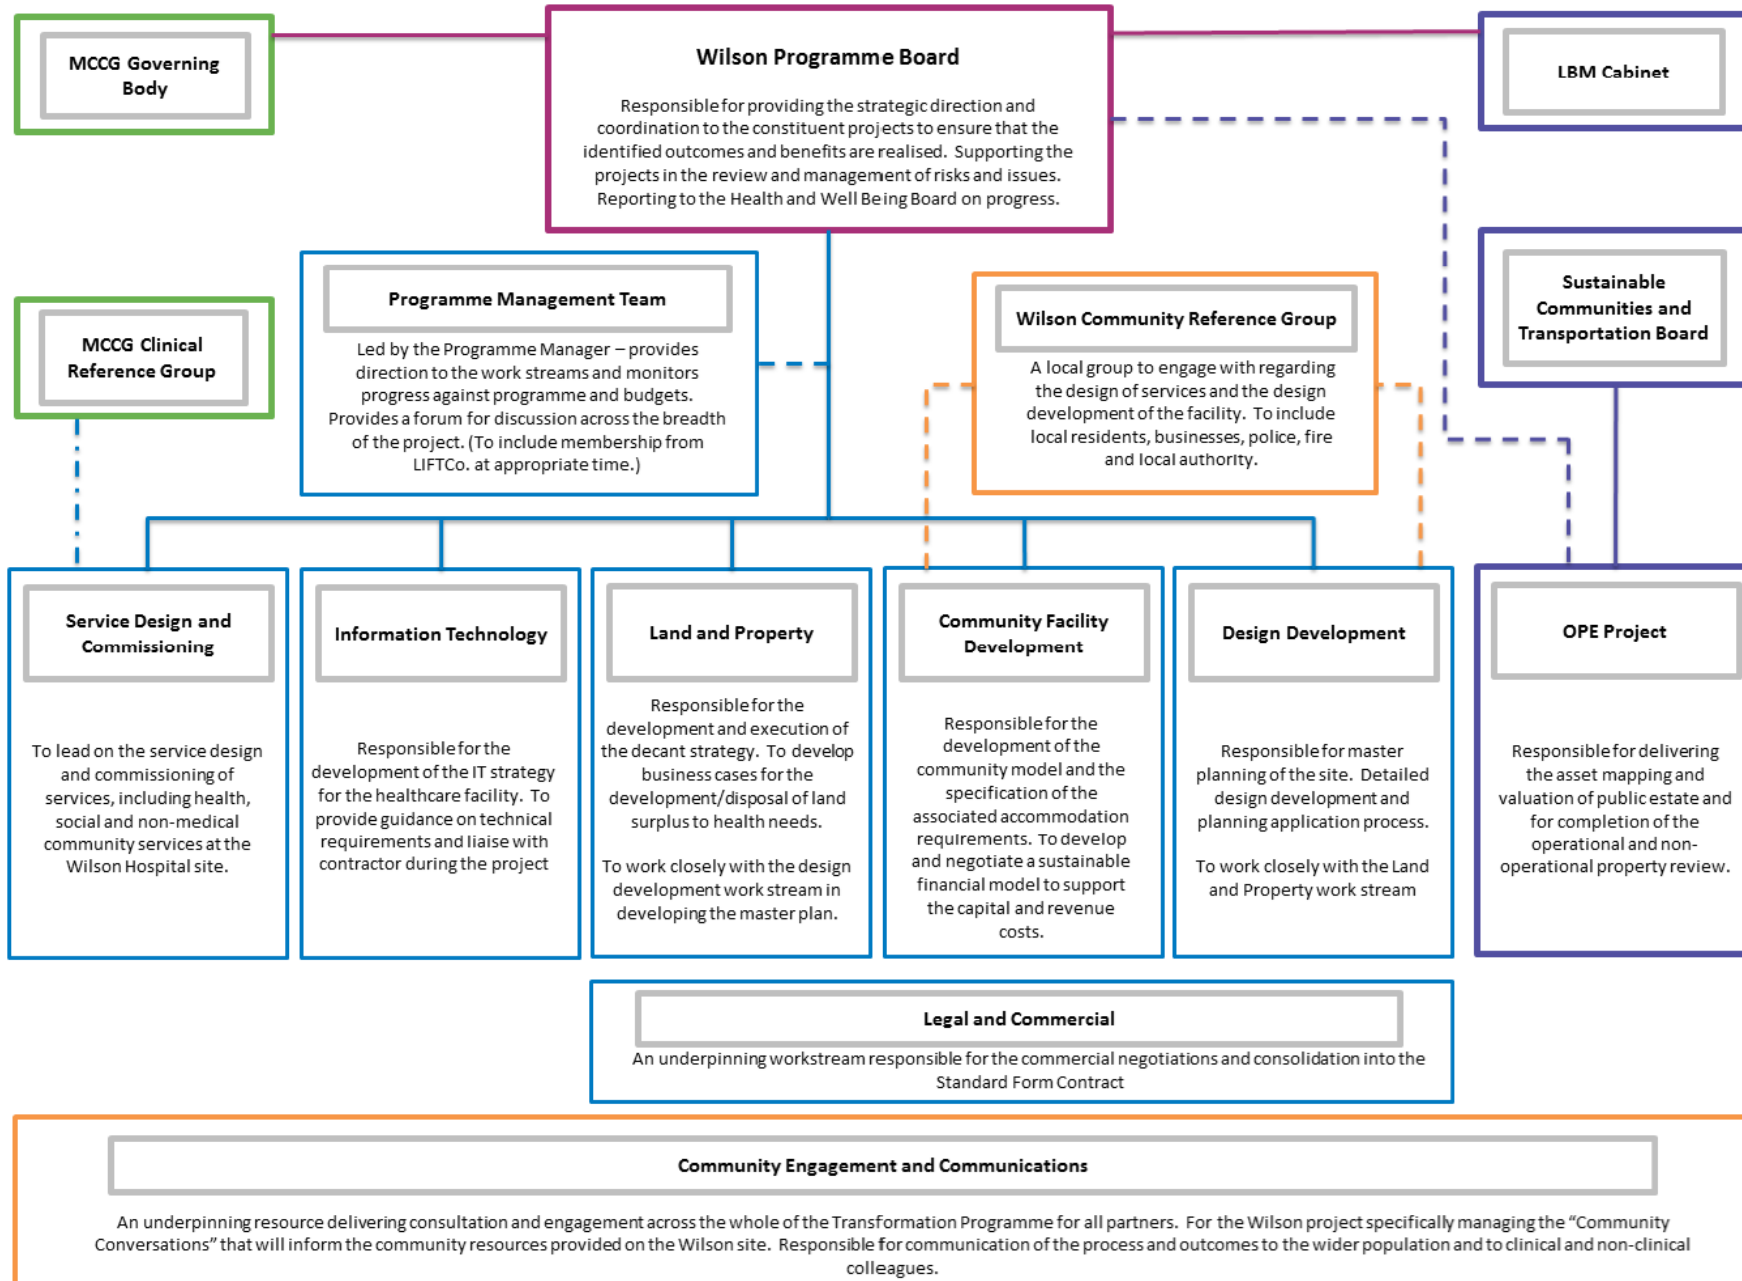 MCCG Governing
Body
Wilson Programme Board
Responsible for providing the strategic direction and
coordination to the constituent projects to ensure that the
identified outcomes and benefits are realised. Supporting the
projects in the review and management of risks and issues.
Reporting to the Health and Well Being Board on progress.
LBM Cabinet
MCCG Clinical
Reference Group
Programme Management Team
Led by the Programme Manager – provides
direction to the work streams and monitors
progress against programme and budgets.
Provides a forum for discussion across the breadth
of the project. (To include membership from
LIFTCo. at appropriate time.)
Wilson Community Reference Group
A local group to engage with regarding
the design of services and the design
development of the facility. To include
local residents, businesses, police, fire
and local authority.
Sustainable
Communities and
Transportation Board
Service Design and
Commissioning
To lead on the service design
and commissioning of
services, including health,
social and non-medical
community services at the
Wilson Hospital site.
Information Technology
Responsible for the
development of the IT strategy
for the healthcare facility. To
provide guidance on technical
requirements and liaise with
contractor during the project
Land and Property
Responsible for the
development and execution of
the decant strategy. To develop
business cases for the
development/disposal of land
surplus to health needs.
To work closely with the design
development work stream in
developing the master plan.
Community Facility
Development
Responsible for the
development of the
community model and the
specification of the
associated accommodation
requirements. To develop
and negotiate a sustainable
financial model to support
the capital and revenue
costs.
Design Development
Responsible for master
planning of the site. Detailed
design development and
planning application process.
To work closely with the Land
and Property work stream
OPE Project
Responsible for delivering
the asset mapping and
valuation of public estate and
for completion of the
operational and non-
operational property review.
Legal and Commercial
An underpinning workstream responsible for the commercial negotiations and consolidation into the
Standard Form Contract
Community Engagement and Communications
An underpinning resource delivering consultation and engagement across the whole of the Transformation Programme for all partners. For the Wilson project specifically managing the “Community
Conversations” that will inform the community resources provided on the Wilson site. Responsible for communication of the process and outcomes to the wider population and to clinical and non-clinical
colleagues.